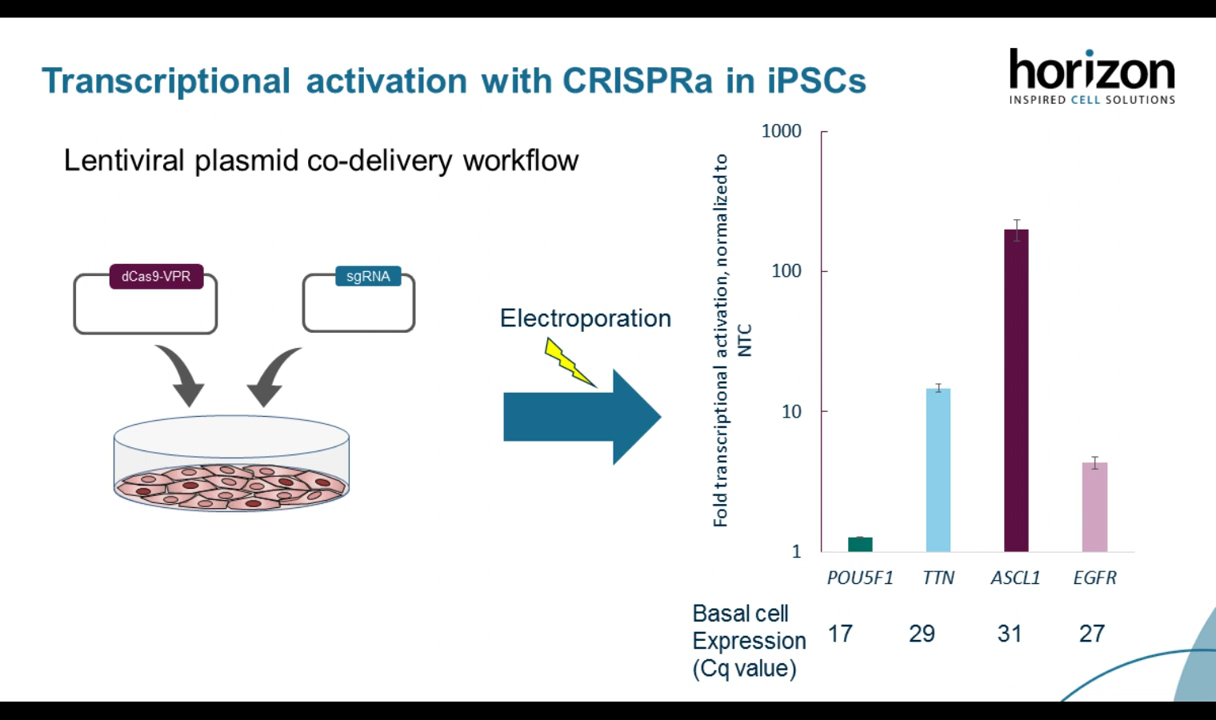 Transcriptional activation with CRISPRa in iPSCs
horizon
INSPIRED CELL SOLUTIONS
Lentiviral plasmid co-delivery workflow
dCas9-VPR
sgRNA
Electroporation
Fold transcriptional activation, normalized to
NTC
1000
100
10
1
POU5F1 TTN ASCL1 EGFR
Basal cell
Expression
(Cq value)
17 29 31 27